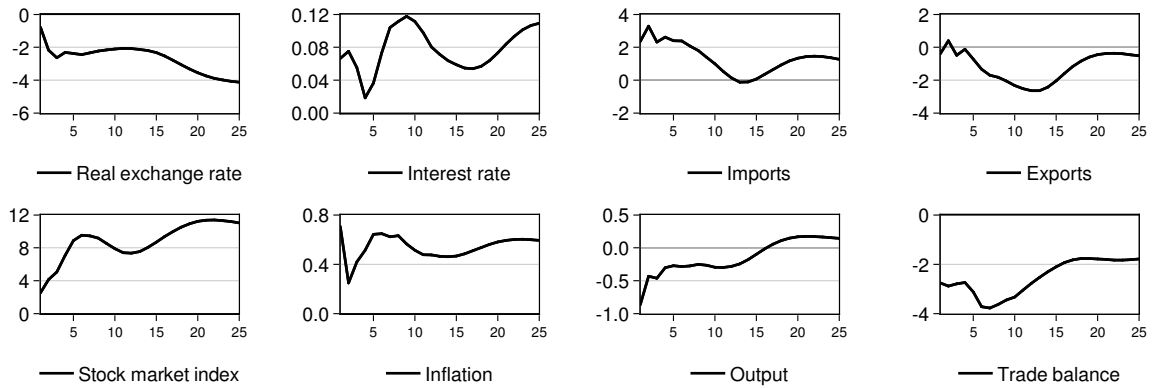 0 0.12 4 2
-2 0.08 2 0
-4 0.04 0 -2
-6 0.00 -2 -4
5 10 15 20 25 5 10 15 20 25 5 10 15 20 25 5 10 15 20 25
Real exchange rate Interest rate Imports Exports
12 0.8 0.5 0
8 0.0
0.4 -2
4 -0.5
0 0.0 -1.0 -4
5 10 15 20 25 5 10 15 20 25 5 10 15 20 25 5 10 15 20 25
Stock market index Inflation Output Trade balance